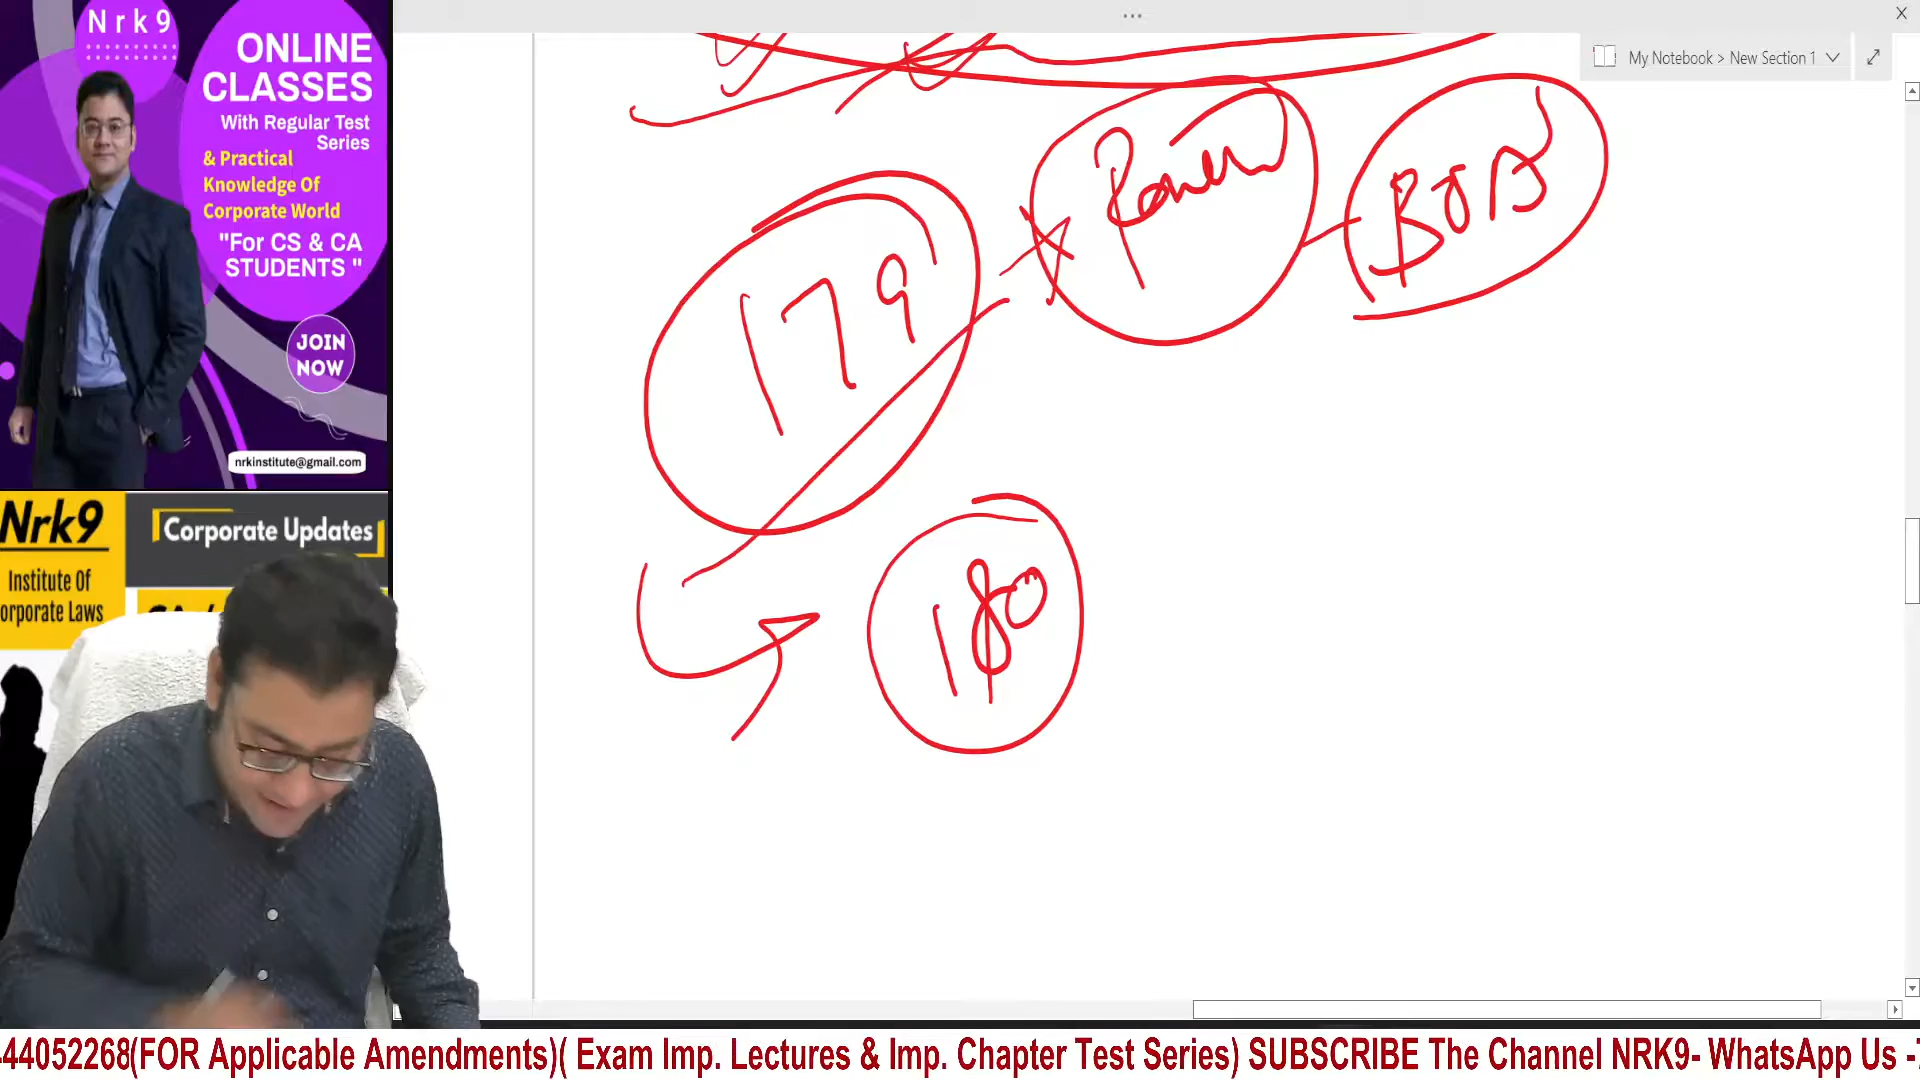 Nrk9
ONLINE
CLASSES
With Regular Test
Series
& Practical
Knowledge Of
Corporate World
"For CS & CA
STUDENTS "
JOIN
NOW
nrkinstitute@gmail.com
Nrk9
Institute Of
orporate Laws
Corporate Updates
My Notebook > New Section 1
179
Power
BOD
180
44052268(FOR Applicable Amendments)( Exam Imp. Lectures & Imp. Chapter Test Series) SUBSCRIBE The Channel NRK9- WhatsApp Us -